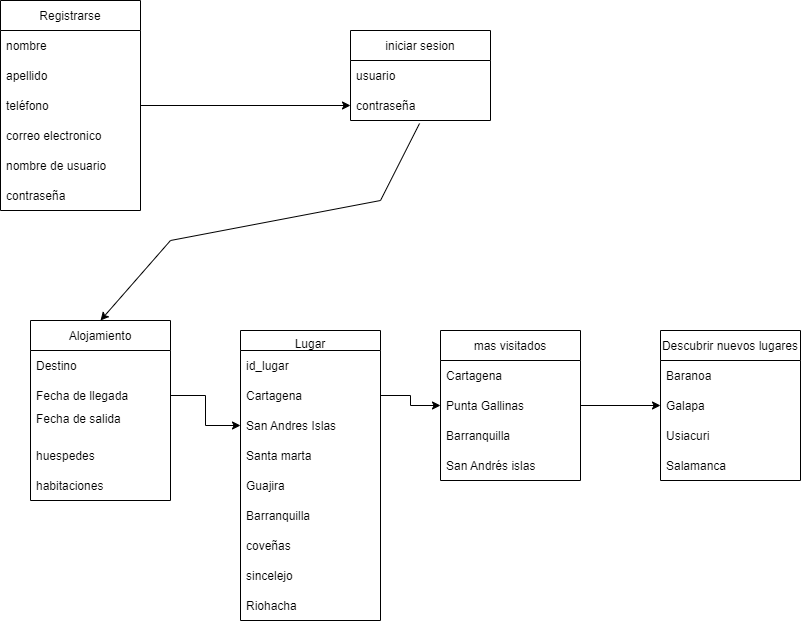 Registrarse
nombre
apellido
teléfono
correo electronico
nombre de usuario
contraseña
iniciar sesion
usuario
contraseña
Alojamiento
Destino
Fecha de llegada
Fecha de salida
huespedes
habitaciones
Lugar
id_lugar
Cartagena
San Andres Islas
Santa marta
Guajira
Barranquilla
coveñas
sincelejo
Riohacha
mas visitados
Cartagena
Punta Gallinas
Barranquilla
San Andrés islas
Descubrir nuevos lugares
Baranoa
Galapa
Usiacuri
Salamanca